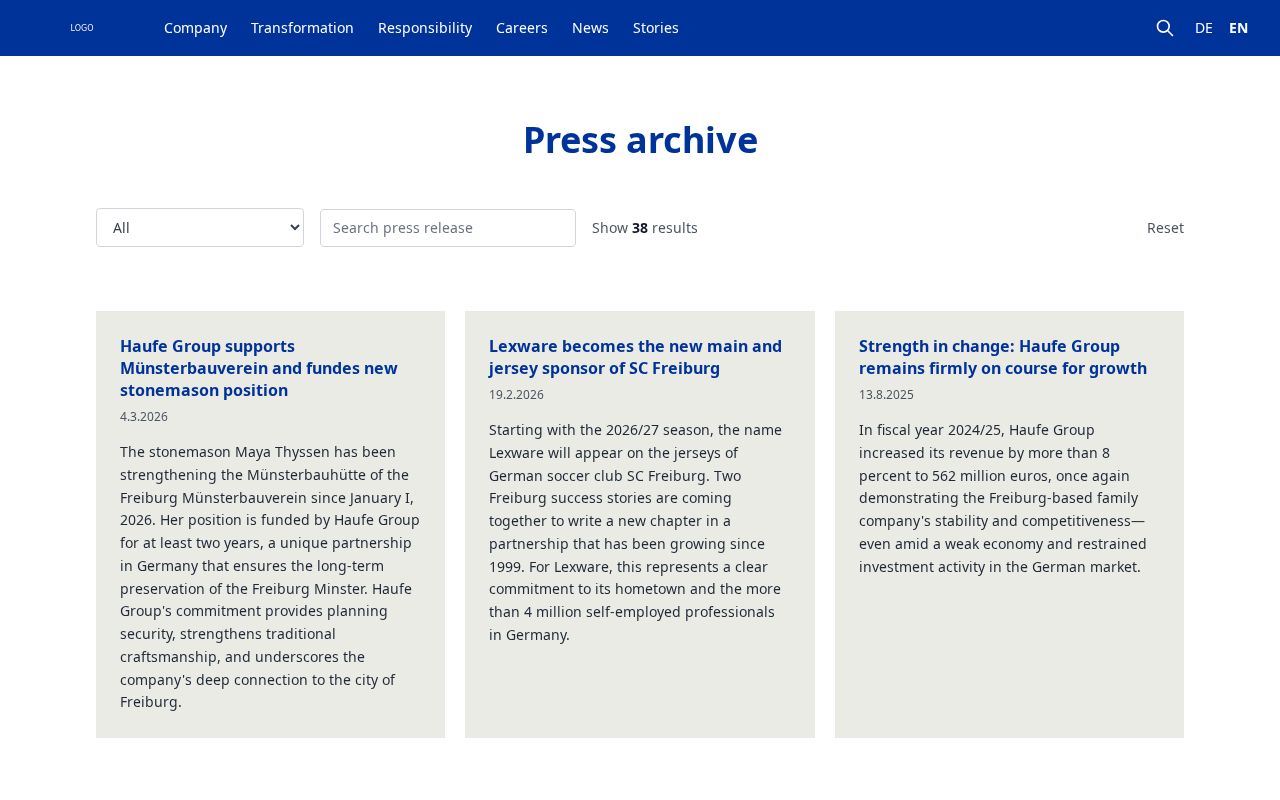 LOGO
Company Transformation Responsibility Careers News Stories
DE EN
Press archive
All
Search press release
Show 38 results
Reset
Haufe Group supports
Münsterbauverein and fundes new
stonemason position
4.3.2026
The stonemason Maya Thyssen has been
strengthening the Münsterbauhütte of the
Freiburg Münsterbauverein since January I,
2026. Her position is funded by Haufe Group
for at least two years, a unique partnership
in Germany that ensures the long-term
preservation of the Freiburg Minster. Haufe
Group's commitment provides planning
security, strengthens traditional
craftsmanship, and underscores the
company's deep connection to the city of
Freiburg.
Lexware becomes the new main and
jersey sponsor of SC Freiburg
19.2.2026
Starting with the 2026/27 season, the name
Lexware will appear on the jerseys of
German soccer club SC Freiburg. Two
Freiburg success stories are coming
together to write a new chapter in a
partnership that has been growing since
1999. For Lexware, this represents a clear
commitment to its hometown and the more
than 4 million self-employed professionals
in Germany.
Strength in change: Haufe Group
remains firmly on course for growth
13.8.2025
In fiscal year 2024/25, Haufe Group
increased its revenue by more than 8
percent to 562 million euros, once again
demonstrating the Freiburg-based family
company's stability and competitiveness—
even amid a weak economy and restrained
investment activity in the German market.